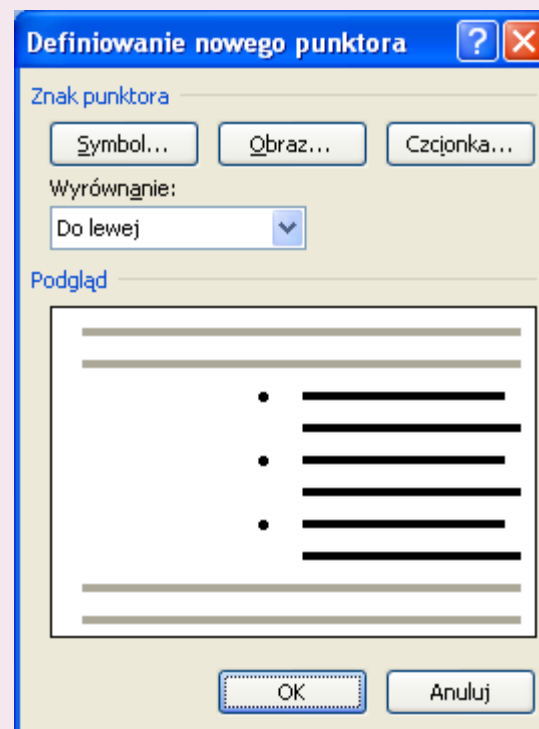 Definiowanie nowego punktora
Znak punktora
Symbol... Obraz... Czcionka...
Wyrównanie:
Do lewej
Podgląd
OK Anuluj